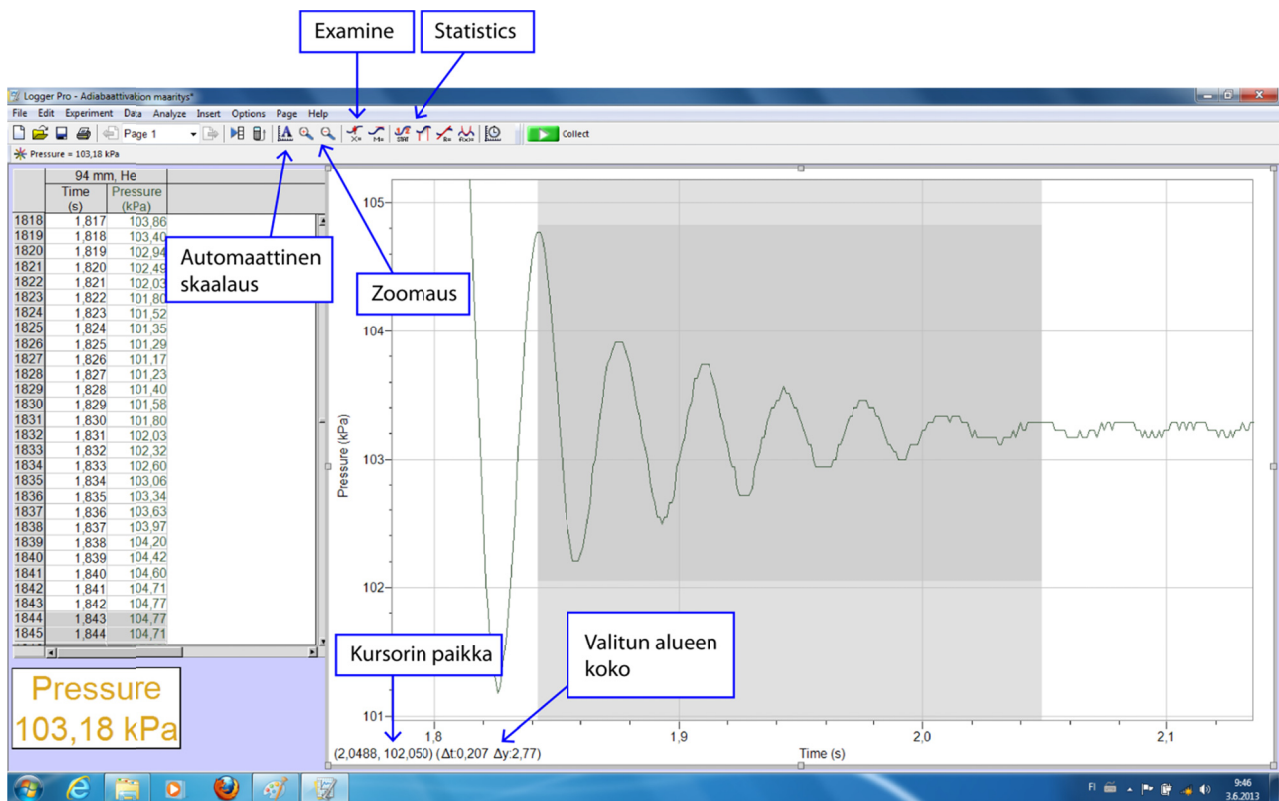 Examine
Statistics
Logger Pro - Adiabaattivakion maaritys*
File Edit Experiment Data Analyze Insert Options Page Help
Page 1
X= M= STAT R= f(x)= Collect
Pressure = 103,18 kPa
94 mm, He
Time Pressure
(s) (kPa)
1818 1,817 103,86
1819 1,818 103,40
1820 1,819 102,94
1821 1,820 102,49
1822 1,821 102,03
1823 1,822 101,80
1824 1,823 101,52
1825 1,824 101,35
1826 1,825 101,29
1827 1,826 101,17
1828 1,827 101,23
1829 1,828 101,40
1830 1,829 101,58
1831 1,830 101,80
1832 1,831 102,03
1833 1,832 102,32
1834 1,833 102,60
1835 1,834 103,06
1836 1,835 103,34
1837 1,836 103,63
1838 1,837 103,97
1839 1,838 104,20
1840 1,839 104,42
1841 1,840 104,60
1842 1,841 104,71
1843 1,842 104,77
1844 1,843 104,77
1845 1,844 104,71
Automaattinen
skaalaus
Zoomaus
105
104
103
102
101
Pressure (kPa)
Kursorin paikka
Valitun alueen
koko
1,8 1,9 2,0 2,1
(2,0488, 102,050) (Δt:0,207 Δy:2,77)
Time (s)
Pressure
103,18 kPa
FI
9:46
3.6.2013